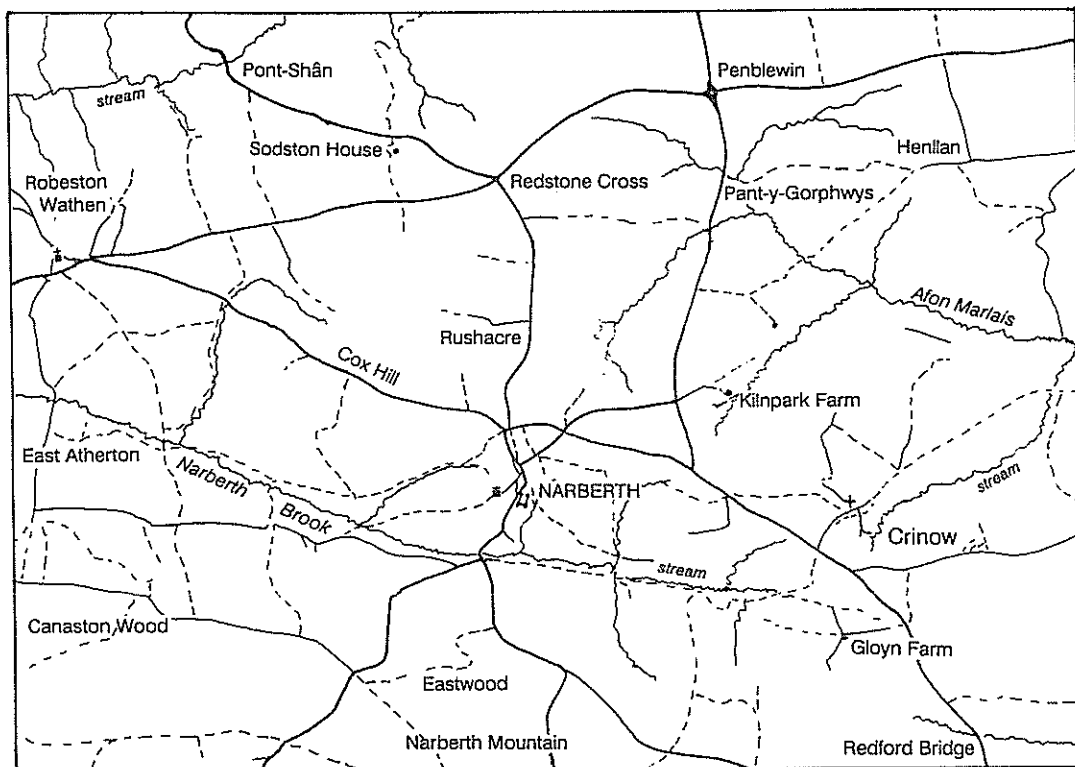 Pont-Shân
Penblewin
stream
Sodston House
Henllan
Robeston
Wathen
Redstone Cross
Pant-y-Gorphwys
Afon Marlais
Rushacre
Cox Hill
Kilnpark Farm
East Atherton
Narberth
Brook
NARBERTH
stream
Crinow
stream
Canaston Wood
Gloyn Farm
Eastwood
Narberth Mountain
Redford Bridge